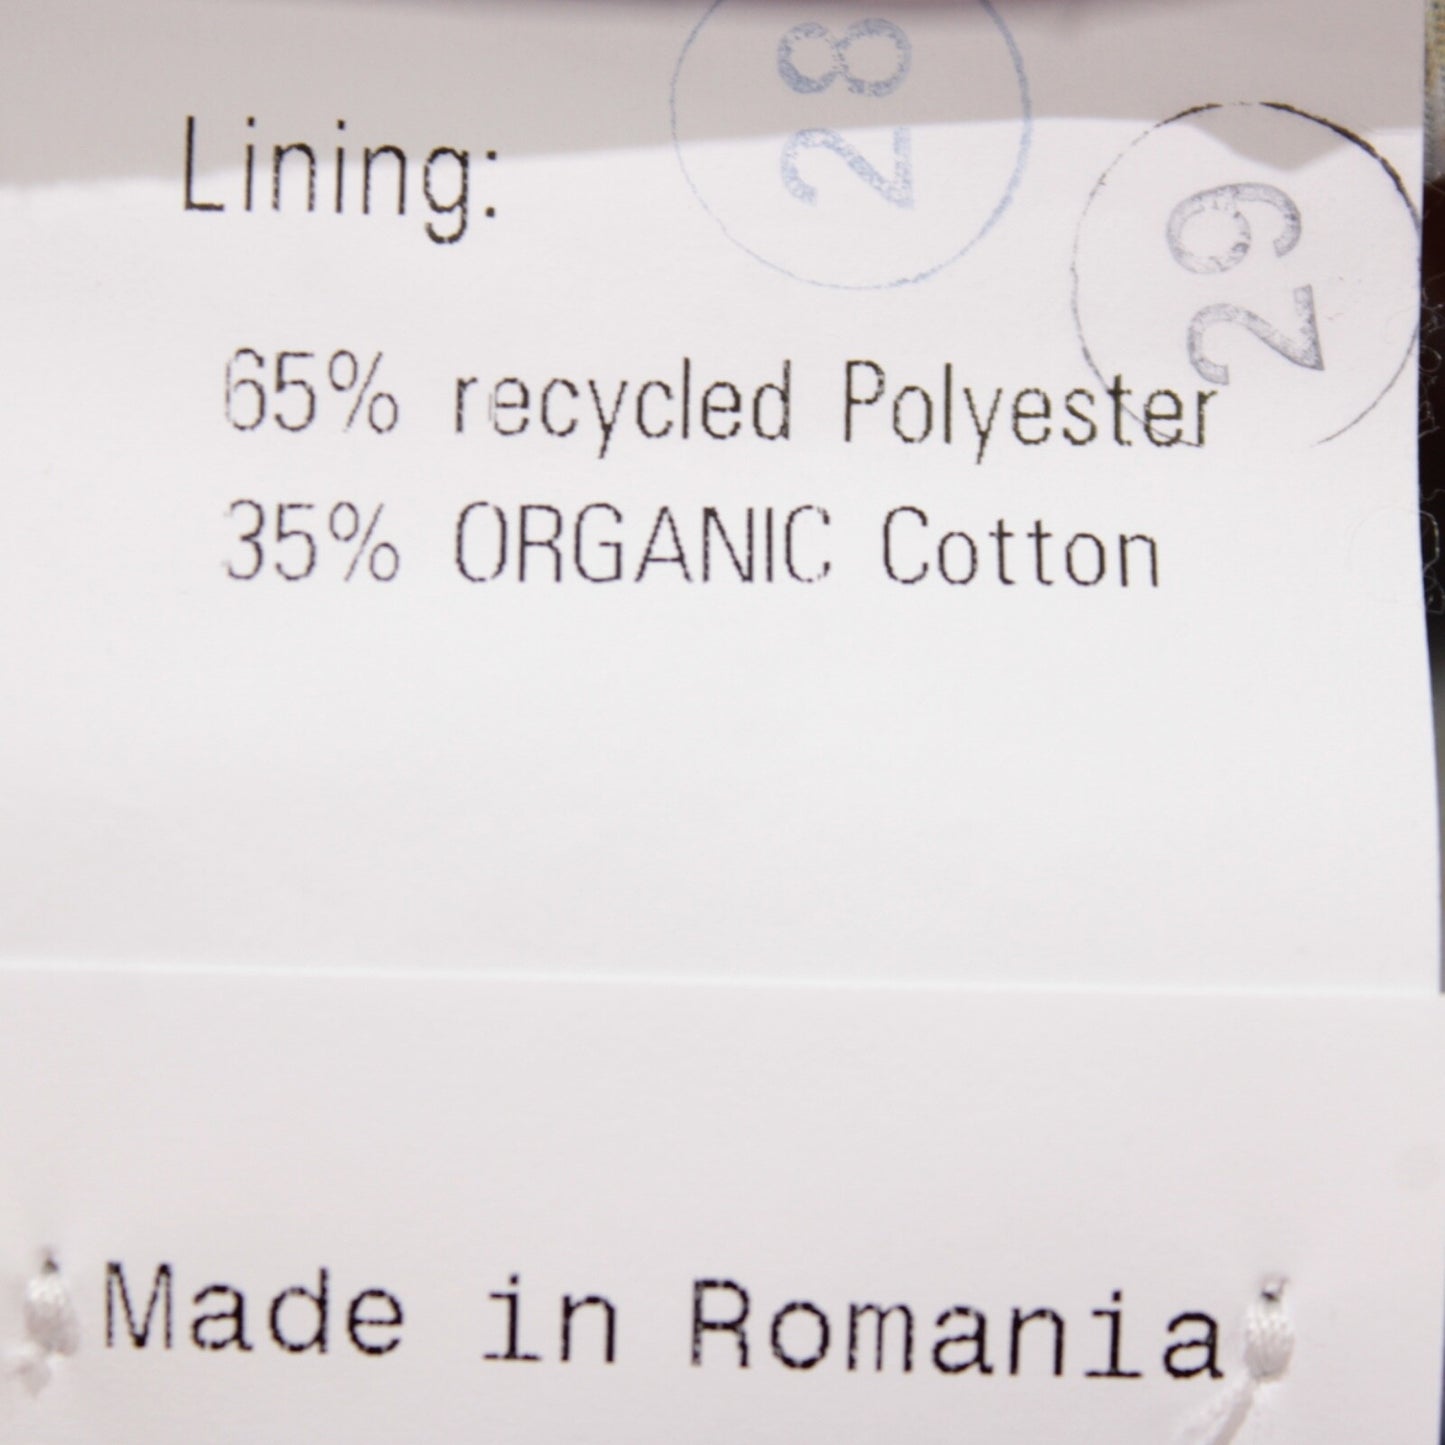 28
29
Lining:
65% recycled Polyester
35% ORGANIC Cotton
Made in Romania